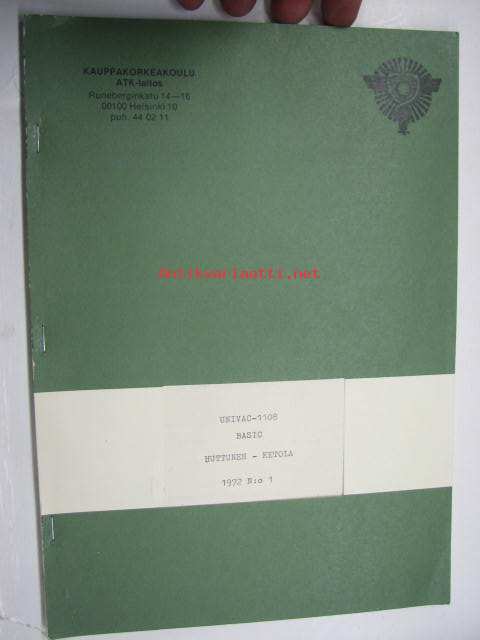 KAUPPAKORKEAKOULU
ATK-laitos
Runeberginkatu 14—16
00100 Helsinki 10
puh. 44 02 11
Antikvariaatti.net
UNIVAC-1108
BASIC
HUTTUNEN - KETOLA
1972 N:o 1